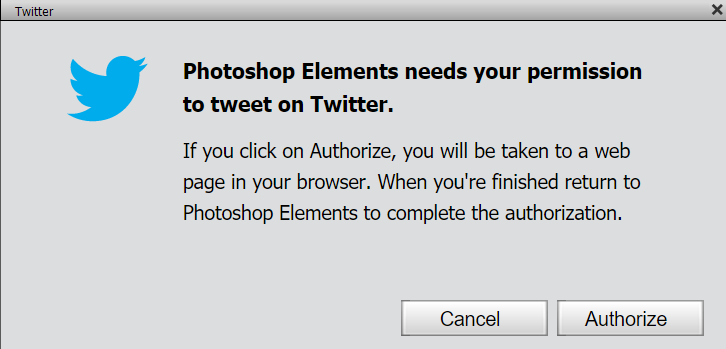 Twitter
Photoshop Elements needs your permission
to tweet on Twitter.
If you click on Authorize, you will be taken to a web
page in your browser. When you're finished return to
Photoshop Elements to complete the authorization.
Cancel Authorize